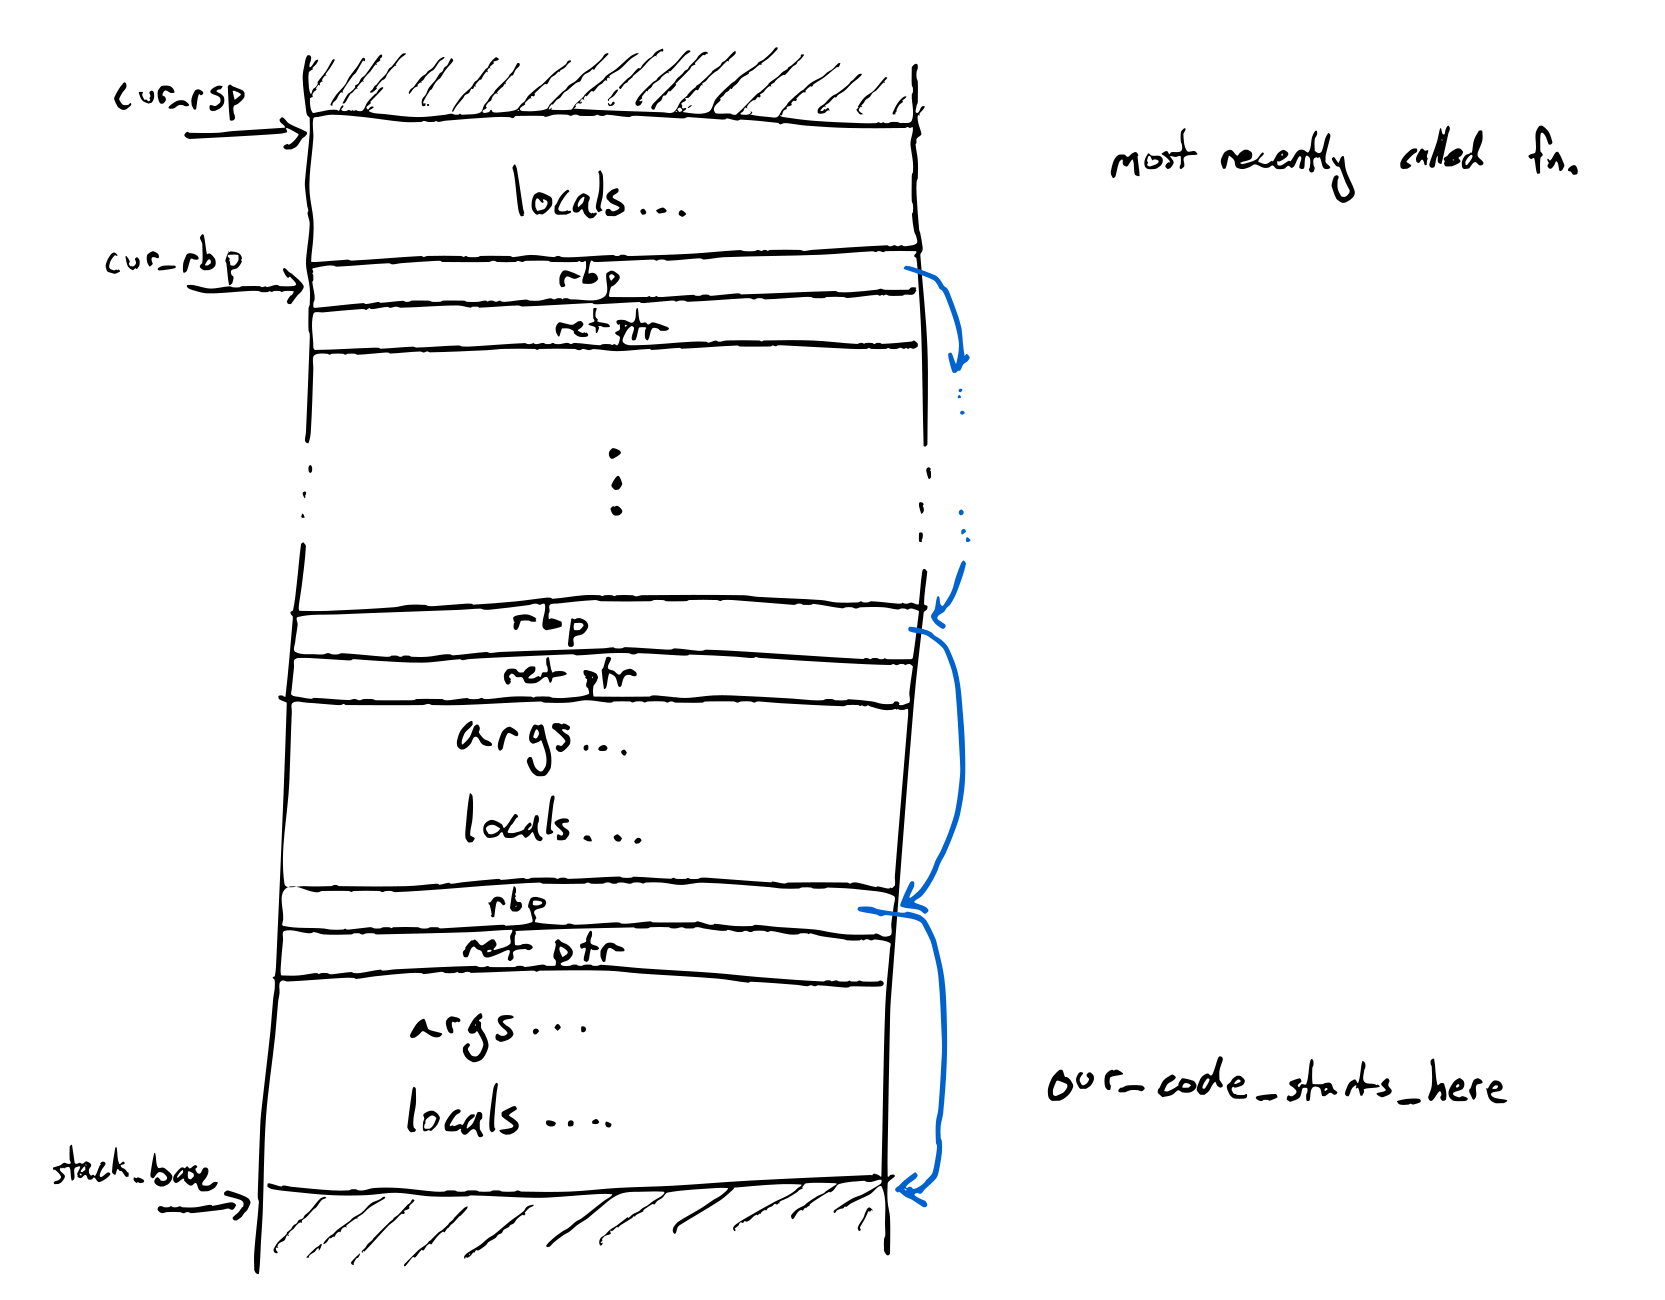 cur_rsp
most recently called fn.
locals...
cur_rbp
rbp
ret ptr
rbp
ret ptr
args...
locals...
rbp
ret ptr
args...
our_code_starts_here
locals....
stack_base